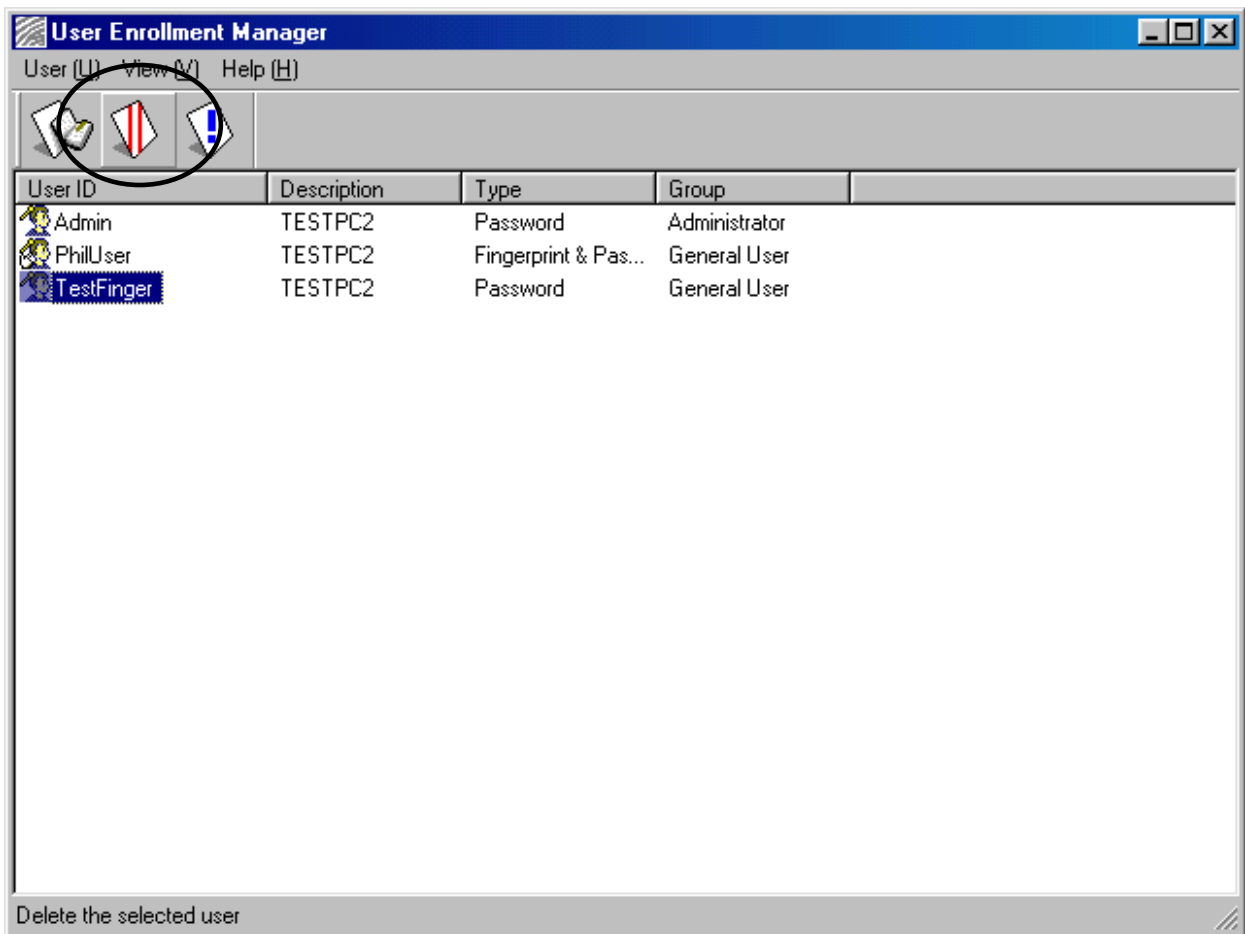 User Enrollment Manager
User (U) View (V) Help (H)
User ID Description Type Group
Admin TESTPC2 Password Administrator
PhilUser TESTPC2 Fingerprint & Pas... General User
TestFinger TESTPC2 Password General User
Delete the selected user